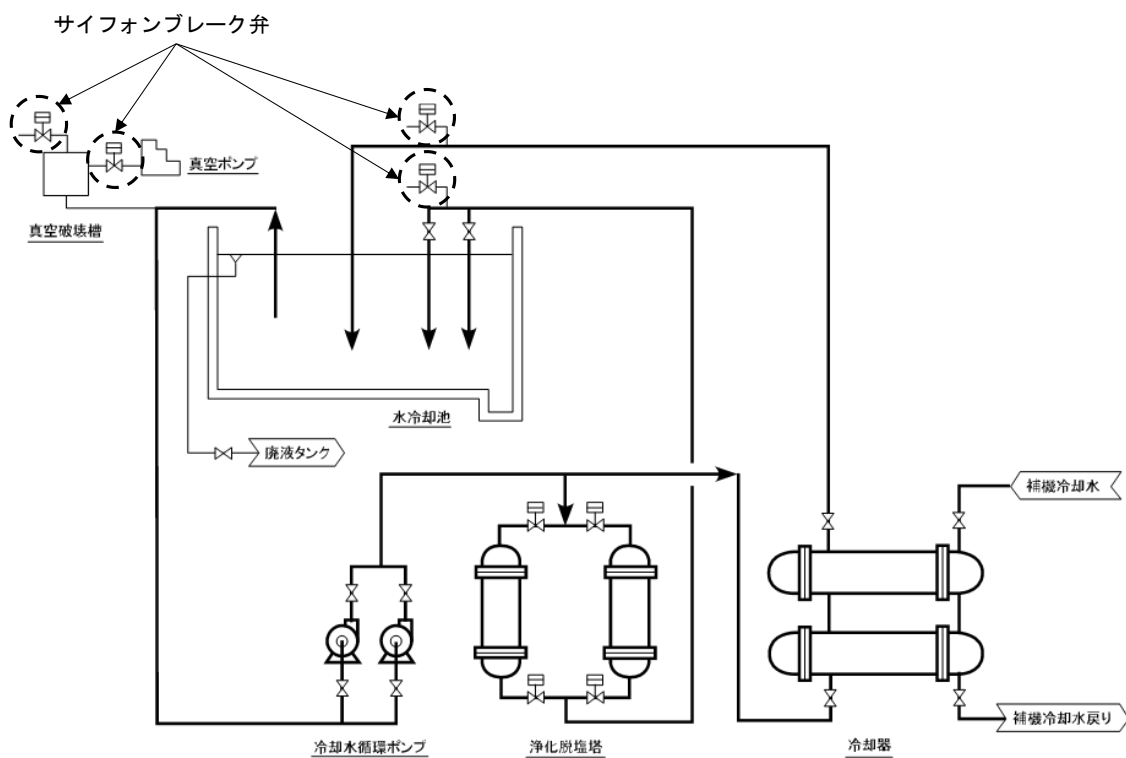 サイフォンブレーク弁
真空ポンプ
真空破壊槽
水冷却池
廃液タンク
補機冷却水
補機冷却水戻り
冷却水循環ポンプ
浄化脱塩塔
冷却器